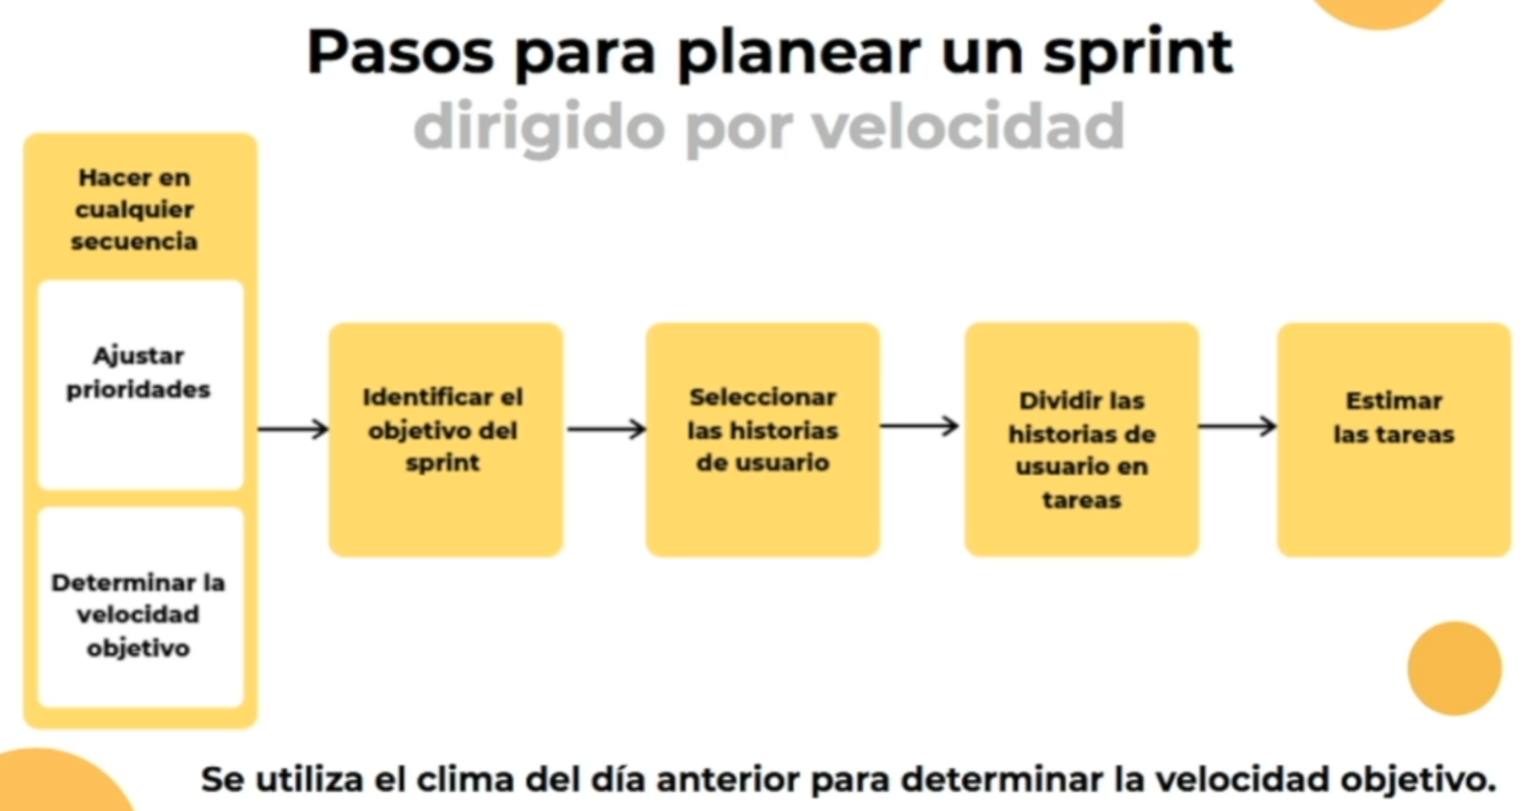 Pasos para planear un sprint
dirigido por velocidad
Hacer en
cualquier
secuencia
Ajustar
prioridades
Determinar la
velocidad
objetivo
Identificar el
objetivo del
sprint
Seleccionar
las historias
de usuario
Dividir las
historias de
usuario en
tareas
Estimar
las tareas
Se utiliza el clima del día anterior para determinar la velocidad objetivo.